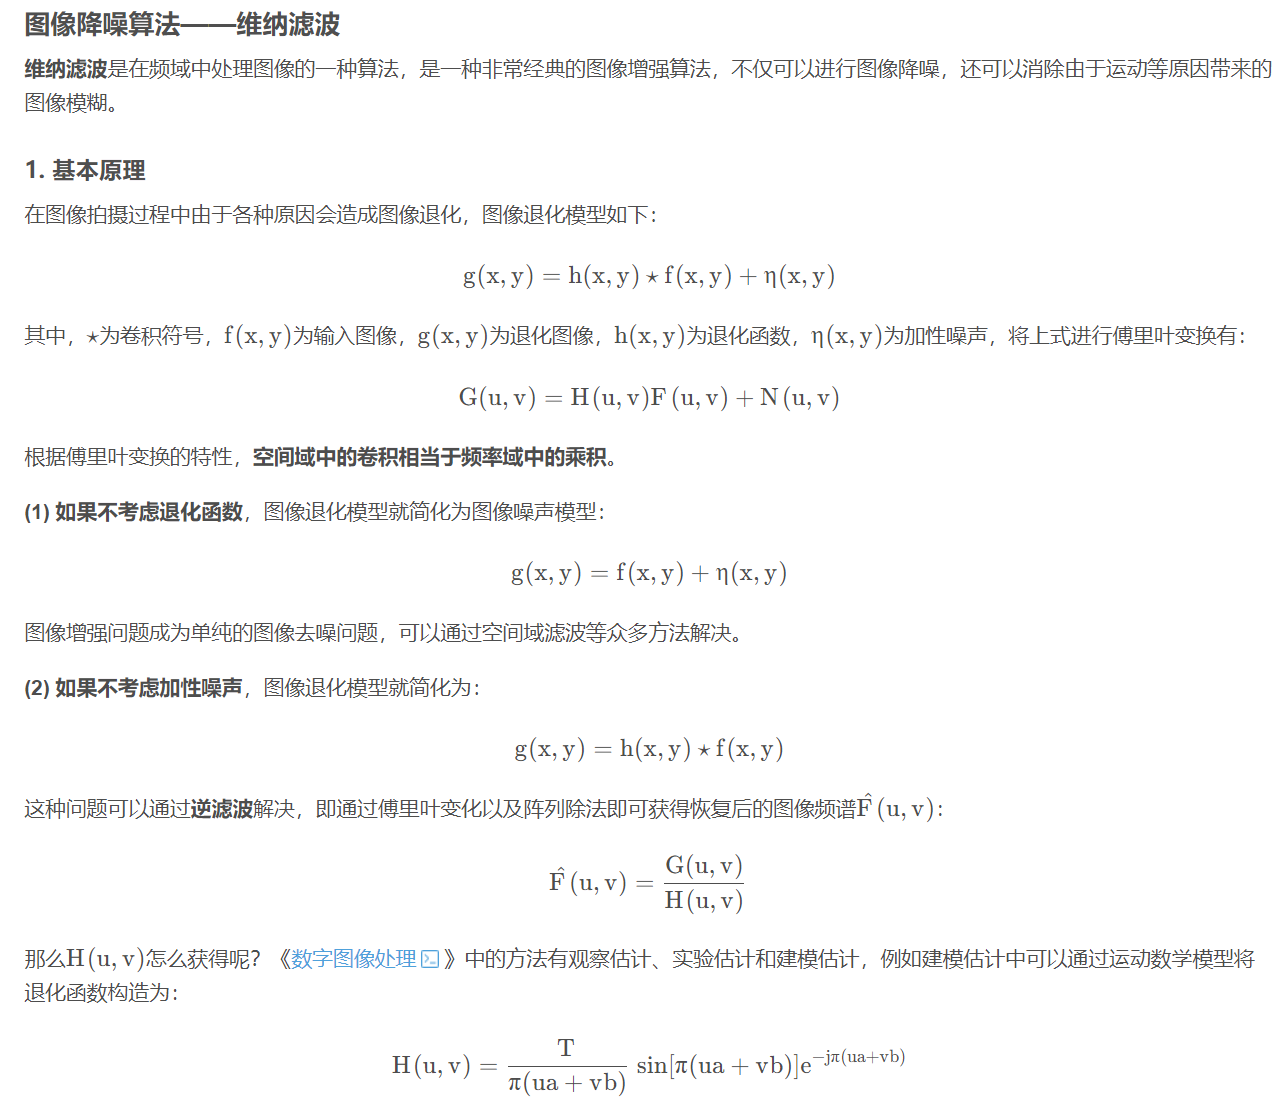 图像降噪算法——维纳滤波
维纳滤波是在频域中处理图像的一种算法，是一种非常经典的图像增强算法，不仅可以进行图像降噪，还可以消除由于运动等原因带来的
图像模糊。
1. 基本原理
在图像拍摄过程中由于各种原因会造成图像退化，图像退化模型如下：
g(x, y) = h(x, y) ⋆ f(x, y) + η(x, y)
其中，⋆为卷积符号，f(x, y)为输入图像，g(x, y)为退化图像，h(x, y)为退化函数，η(x, y)为加性噪声，将上式进行傅里叶变换有：
G(u, v) = H(u, v)F(u, v) + N(u, v)
根据傅里叶变换的特性，空间域中的卷积相当于频率域中的乘积。
(1) 如果不考虑退化函数，图像退化模型就简化为图像噪声模型：
g(x, y) = f(x, y) + η(x, y)
图像增强问题成为单纯的图像去噪问题，可以通过空间域滤波等众多方法解决。
(2) 如果不考虑加性噪声，图像退化模型就简化为：
g(x, y) = h(x, y) ⋆ f(x, y)
这种问题可以通过逆滤波解决，即通过傅里叶变化以及阵列除法即可获得恢复后的图像频谱F̂(u, v)：
F̂(u, v) = G(u, v) / H(u, v)
那么H(u, v)怎么获得呢？《数字图像处理》中的方法有观察估计、实验估计和建模估计，例如建模估计中可以通过运动数学模型将
退化函数构造为：
H(u, v) = T / π(ua + vb) sin[π(ua + vb)]e^{−jπ(ua+vb)}